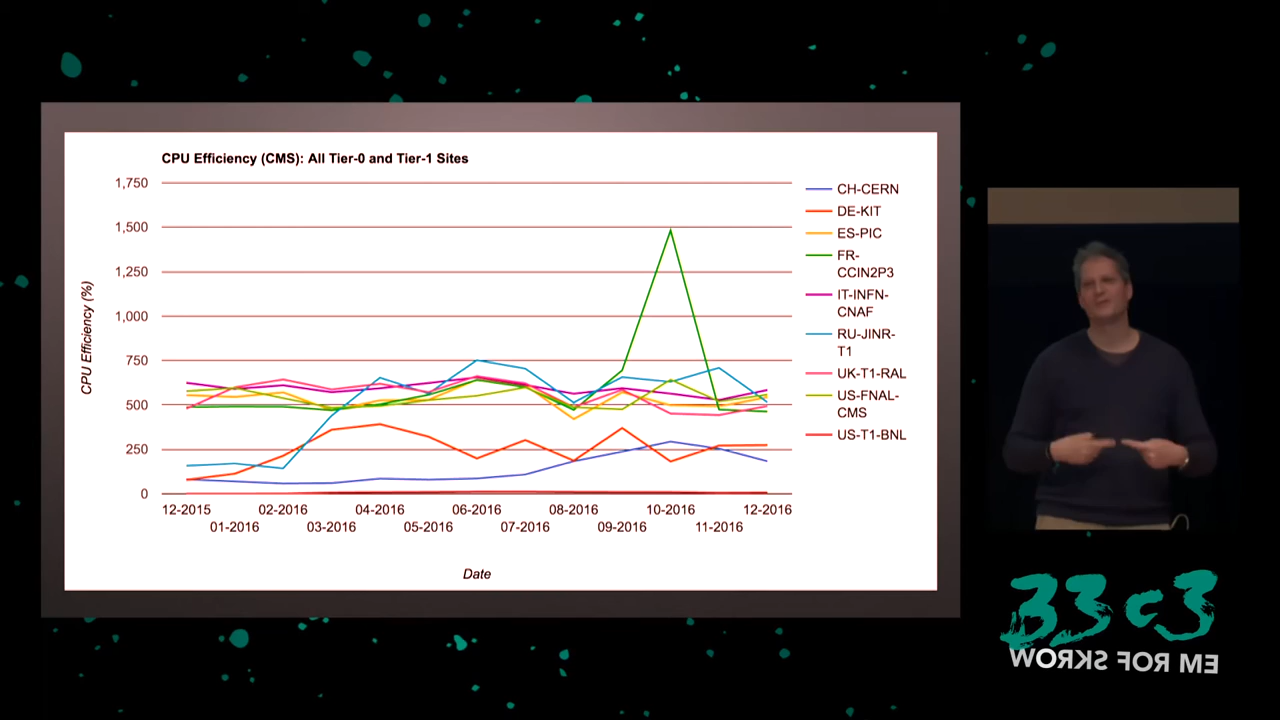 CPU Efficiency (CMS): All Tier-0 and Tier-1 Sites
1,750
1,500
1,250
1,000
750
500
250
0
CPU Efficiency (%)
12-2015
01-2016
02-2016
03-2016
04-2016
05-2016
06-2016
07-2016
08-2016
09-2016
10-2016
11-2016
12-2016
Date
CH-CERN
DE-KIT
ES-PIC
FR-
CCIN2P3
IT-INFN-
CNAF
RU-JINR-
T1
UK-T1-RAL
US-FNAL-
CMS
US-T1-BNL
33c3
WORKS FOR ME